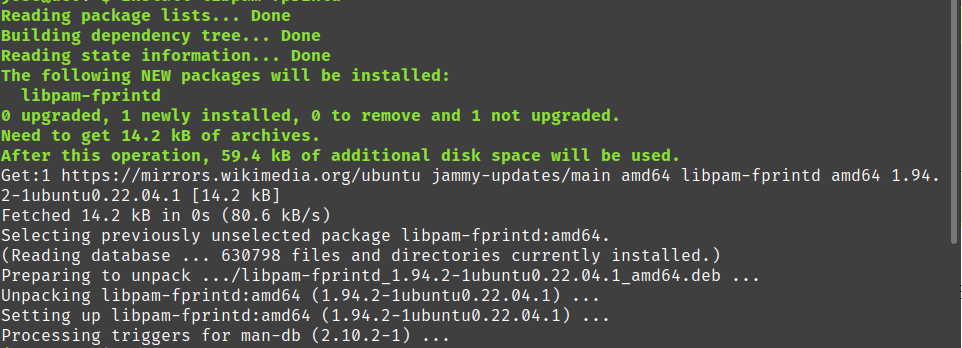 Reading package lists... Done
Building dependency tree... Done
Reading state information... Done
The following NEW packages will be installed:
  libpam-fprintd
0 upgraded, 1 newly installed, 0 to remove and 1 not upgraded.
Need to get 14.2 kB of archives.
After this operation, 59.4 kB of additional disk space will be used.
Get:1 https://mirrors.wikimedia.org/ubuntu jammy-updates/main amd64 libpam-fprintd amd64 1.94.
2-1ubuntu0.22.04.1 [14.2 kB]
Fetched 14.2 kB in 0s (80.6 kB/s)
Selecting previously unselected package libpam-fprintd:amd64.
(Reading database ... 630798 files and directories currently installed.)
Preparing to unpack .../libpam-fprintd_1.94.2-1ubuntu0.22.04.1_amd64.deb ...
Unpacking libpam-fprintd:amd64 (1.94.2-1ubuntu0.22.04.1) ...
Setting up libpam-fprintd:amd64 (1.94.2-1ubuntu0.22.04.1) ...
Processing triggers for man-db (2.10.2-1) ...